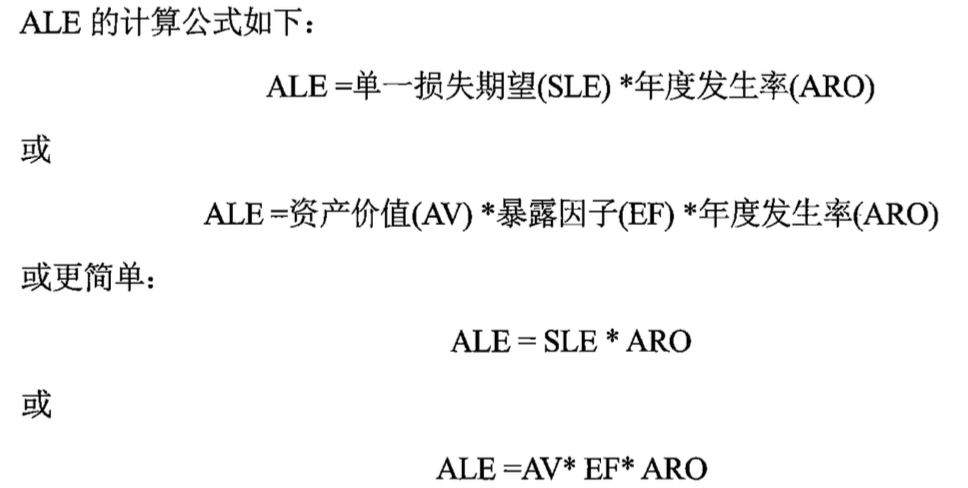 ALE 的计算公式如下：
ALE =单一损失期望(SLE) *年度发生率(ARO)
或
ALE =资产价值(AV) *暴露因子(EF) *年度发生率(ARO)
或更简单：
ALE = SLE * ARO
或
ALE =AV* EF* ARO